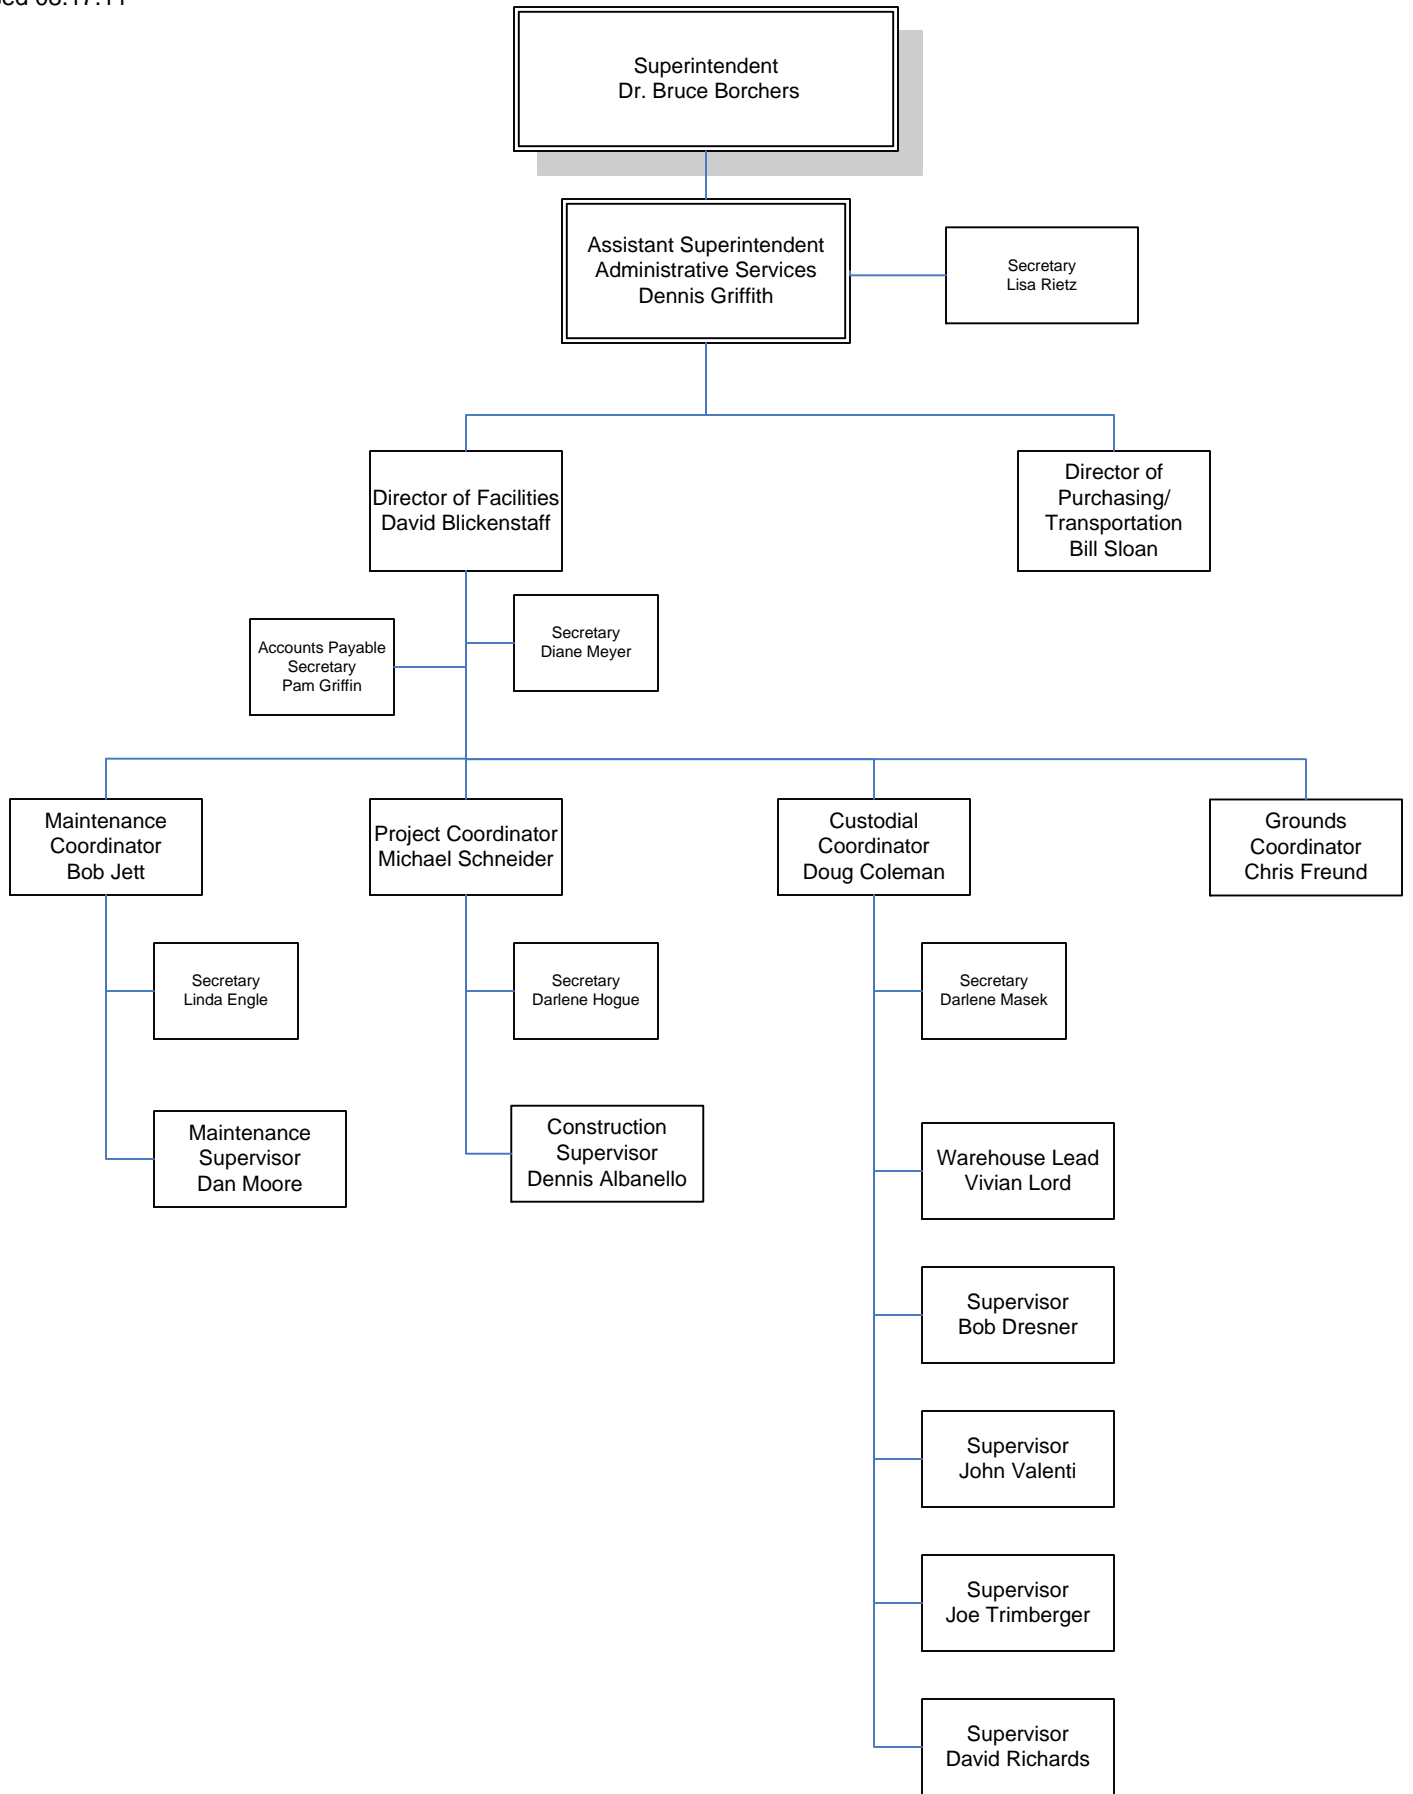 Superintendent
Dr. Bruce Borchers
Assistant Superintendent
Administrative Services
Dennis Griffith
Secretary
Lisa Rietz
Director of Facilities
David Blickenstaff
Director of
Purchasing/
Transportation
Bill Sloan
Accounts Payable
Secretary
Pam Griffin
Secretary
Diane Meyer
Maintenance
Coordinator
Bob Jett
Project Coordinator
Michael Schneider
Custodial
Coordinator
Doug Coleman
Grounds
Coordinator
Chris Freund
Secretary
Linda Engle
Secretary
Darlene Hogue
Secretary
Darlene Masek
Maintenance
Supervisor
Dan Moore
Construction
Supervisor
Dennis Albanello
Warehouse Lead
Vivian Lord
Supervisor
Bob Dresner
Supervisor
John Valenti
Supervisor
Joe Trimberger
Supervisor
David Richards